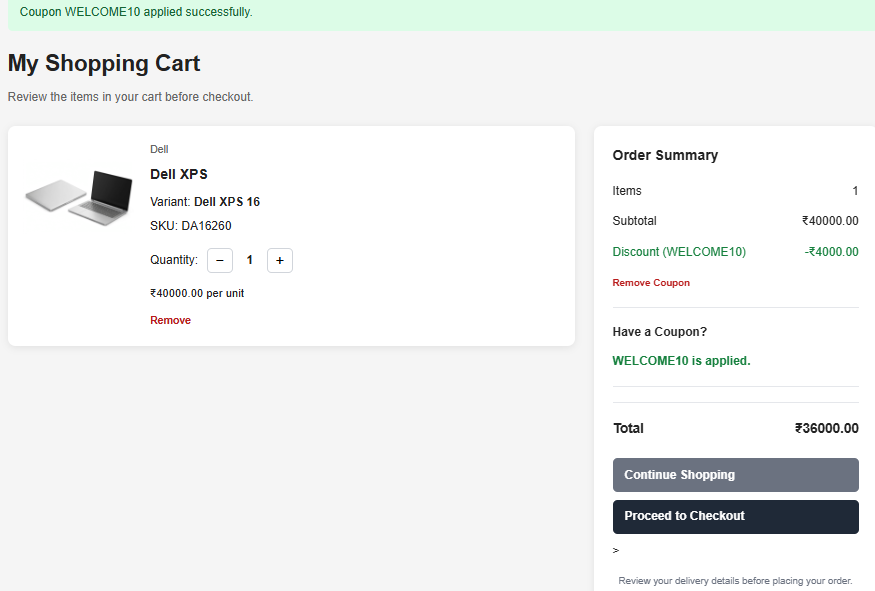 Coupon WELCOME10 applied successfully.
My Shopping Cart
Review the items in your cart before checkout.
Dell
Dell XPS
Variant: Dell XPS 16
SKU: DA16260
Quantity: − 1 +
₹40000.00 per unit
Remove
Order Summary
Items 1
Subtotal ₹40000.00
Discount (WELCOME10) -₹4000.00
Remove Coupon
Have a Coupon?
WELCOME10 is applied.
Total ₹36000.00
Continue Shopping
Proceed to Checkout
>
Review your delivery details before placing your order.